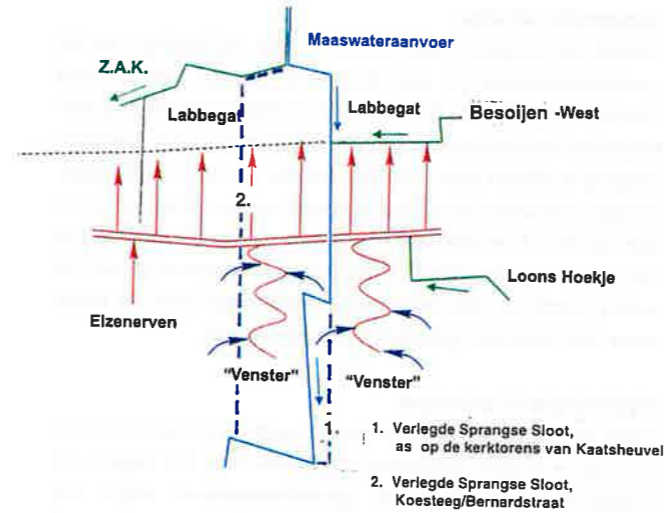 Maaswateraanvoer
Z.A.K.
Labbegat
Labbegat
Besoijen -West
2.
Loons Hoekje
Elzenerven
"Venster"
"Venster"
1.
1. Verlegde Sprangse Sloot,
as op de kerktorens van Kaatsheuvel
2. Verlegde Sprangse Sloot,
Koesteeg/Bernardstraat